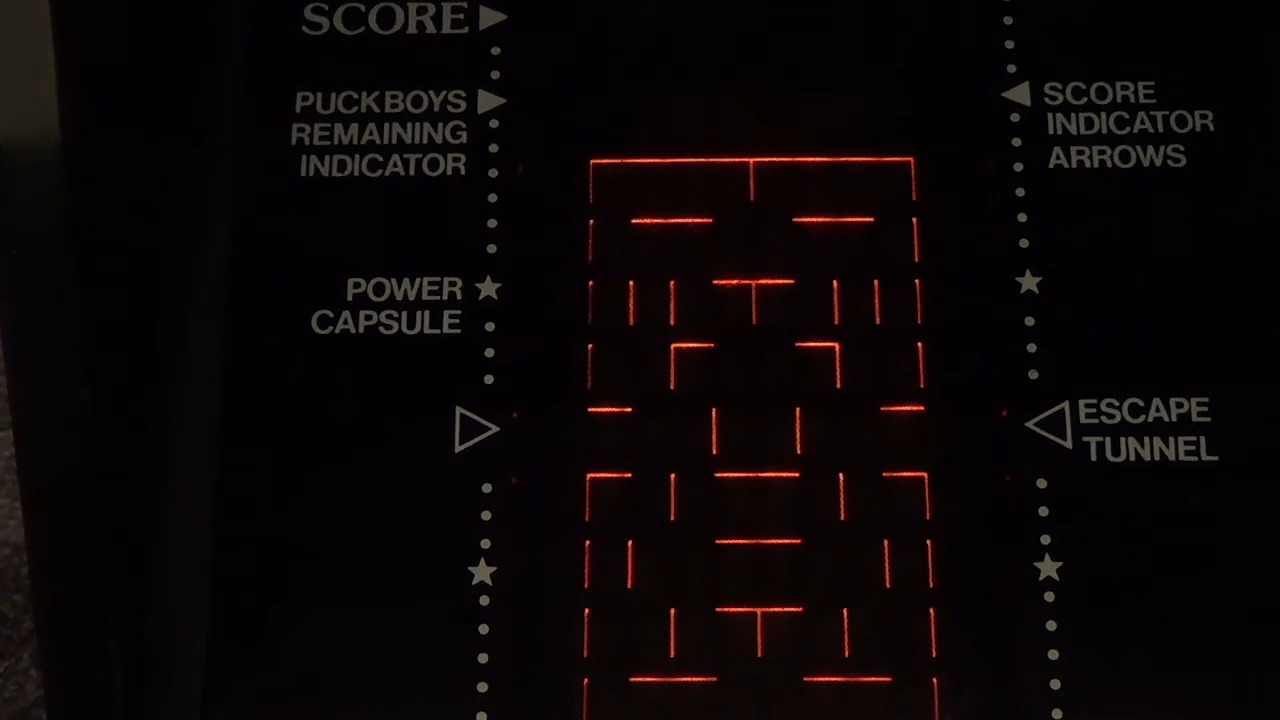 SCORE
PUCKBOYS
REMAINING
INDICATOR
SCORE
INDICATOR
ARROWS
POWER
CAPSULE
ESCAPE
TUNNEL